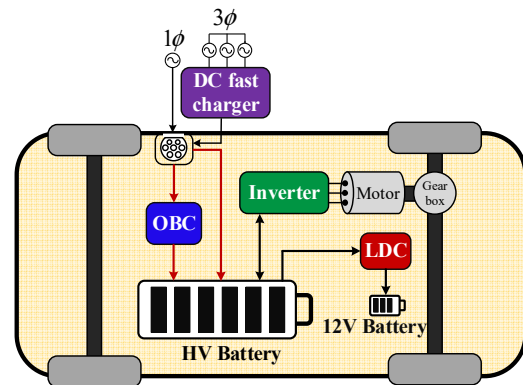 1ϕ
3ϕ
DC fast
charger
Inverter
Motor
Gear
box
OBC
LDC
12V Battery
HV Battery